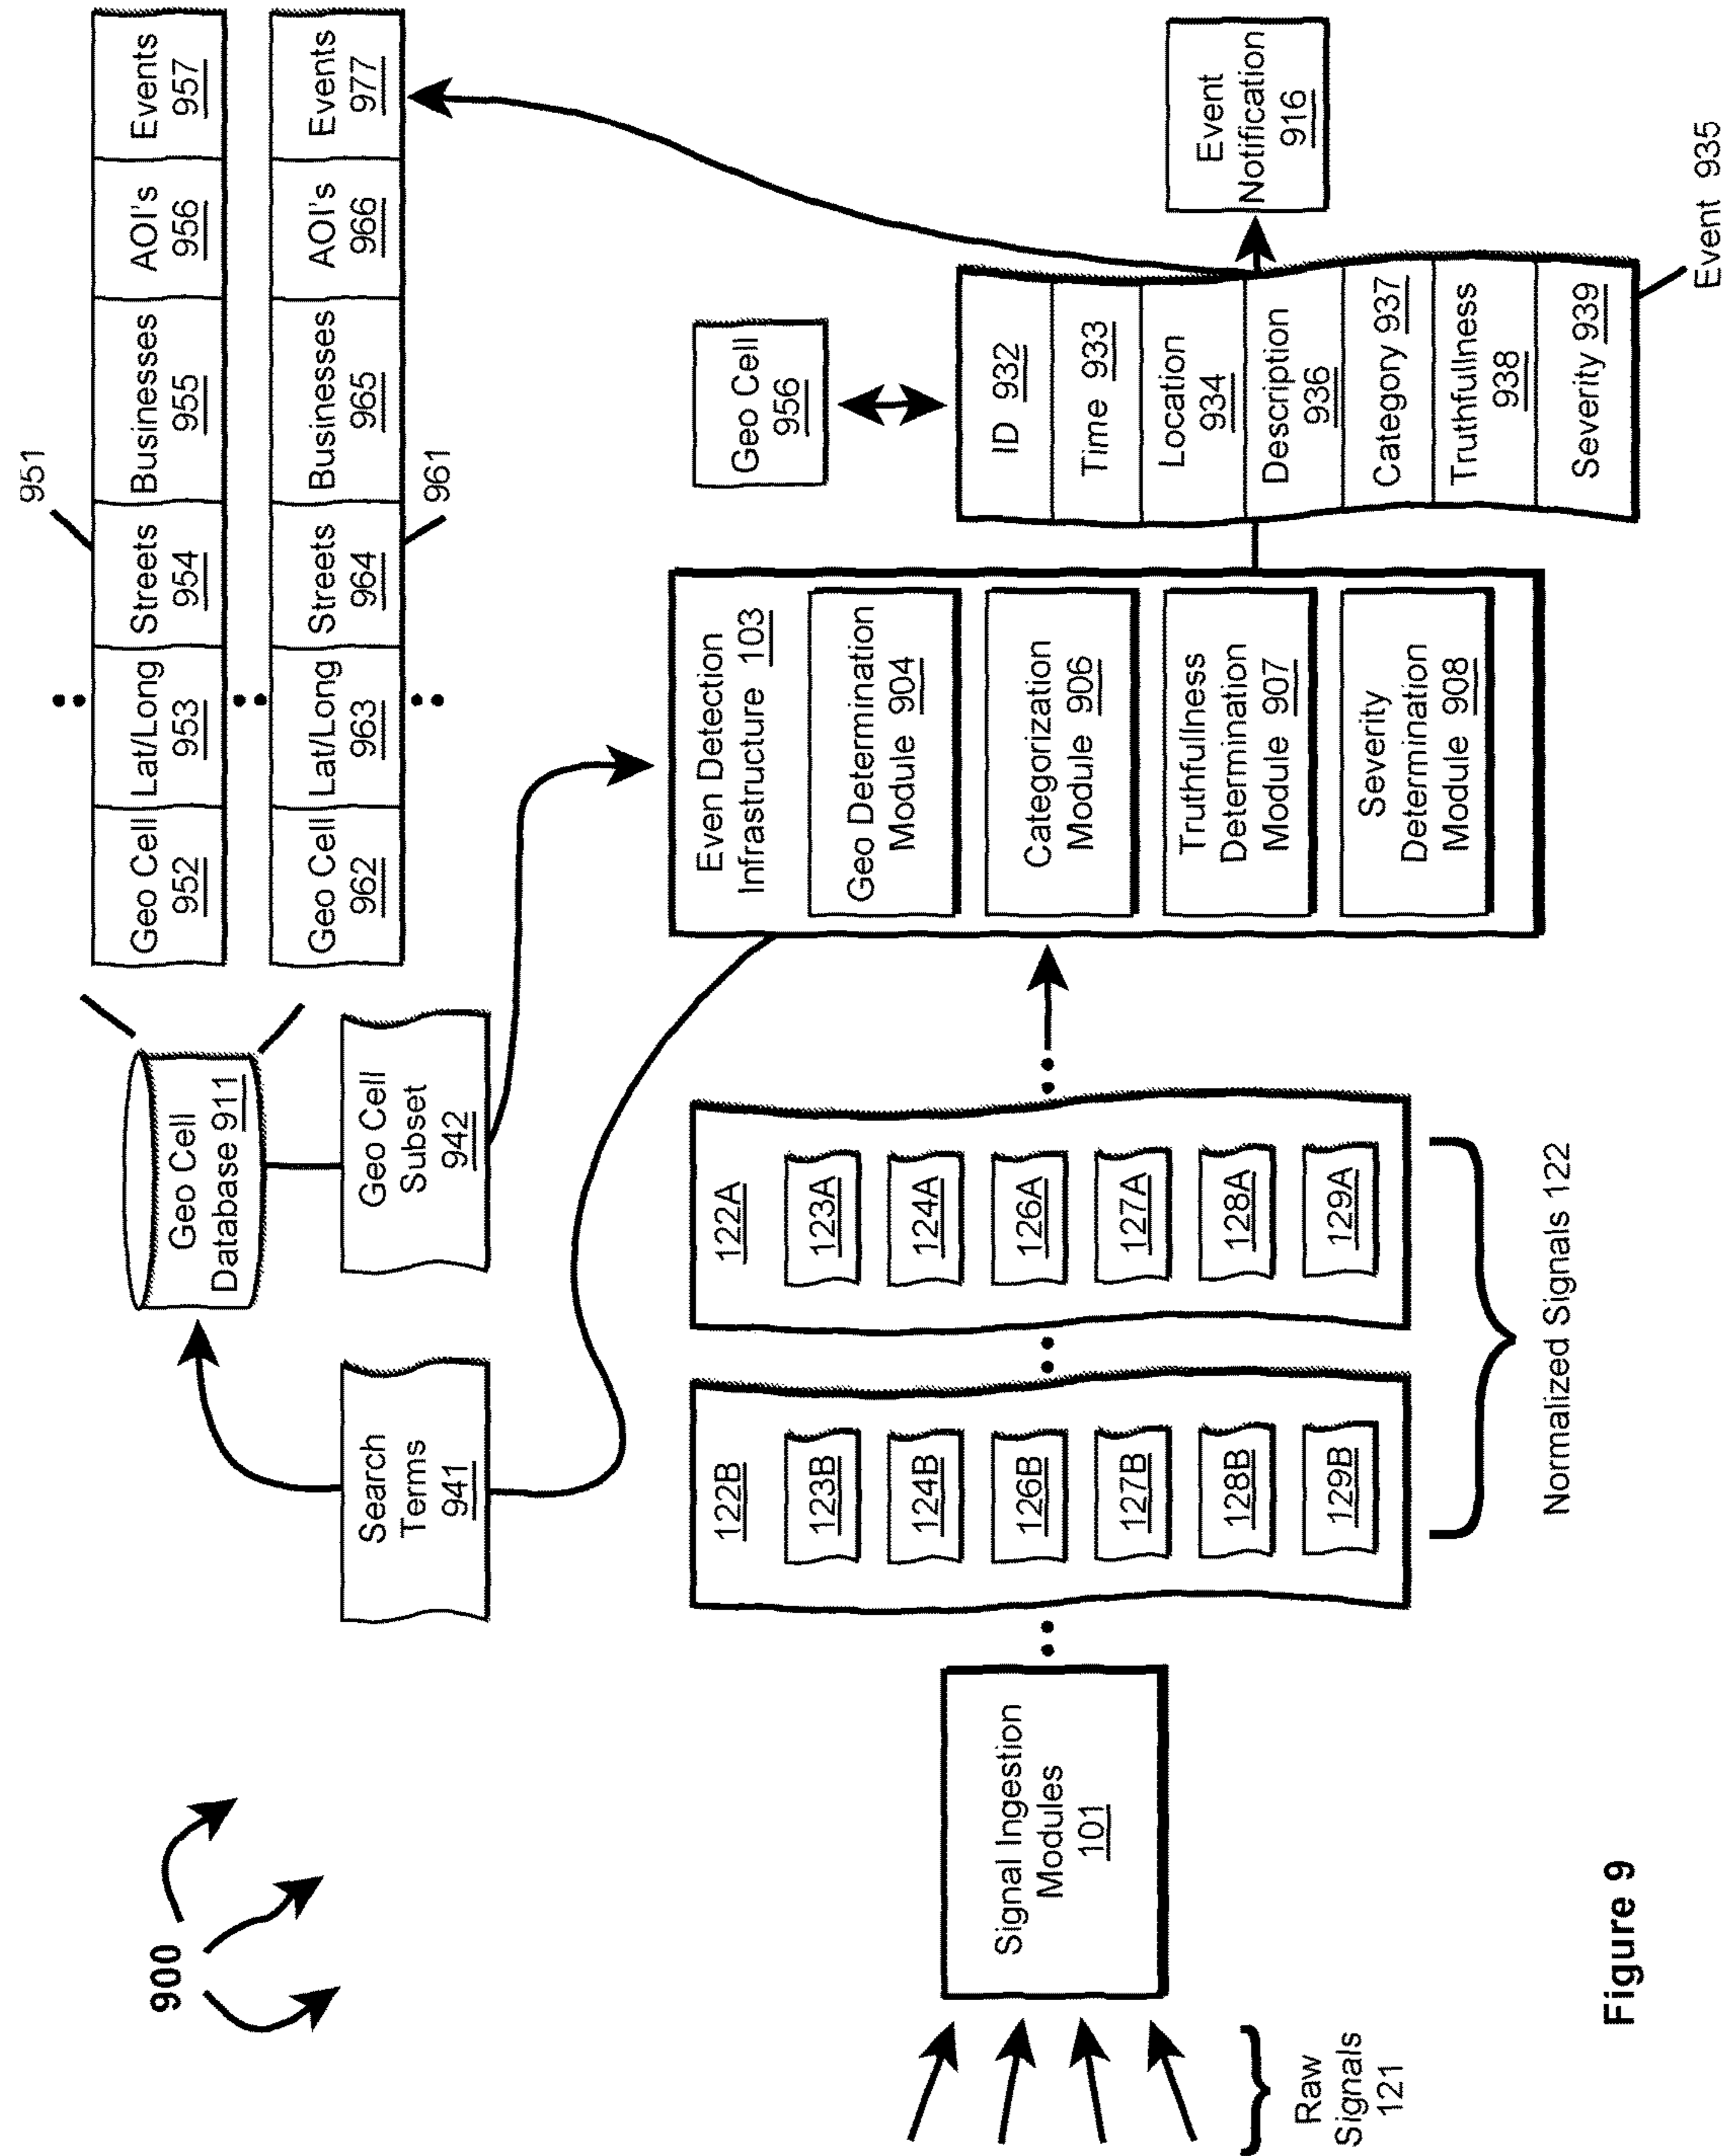 900
951
Geo Cell
952
Lat/Long
953
Streets
954
Businesses
955
AOI's
956
Events
957
Geo Cell
962
Lat/Long
963
Streets
964
Businesses
965
AOI's
966
Events
977
961
Geo Cell
Database 911
Search
Terms
941
Geo Cell
Subset
942
Raw
Signals
121
Signal Ingestion
Modules
101
122B
123B
124B
126B
127B
128B
129B
122A
123A
124A
126A
127A
128A
129A
Normalized Signals 122
Even Detection
Infrastructure 103
Geo Determination
Module 904
Categorization
Module 906
Truthfullness
Determination
Module 907
Severity
Determination
Module 908
Geo Cell
956
ID 932
Time 933
Location
934
Description
936
Category 937
Truthfulness
938
Severity 939
Event 935
Event
Notification
916
Figure 9